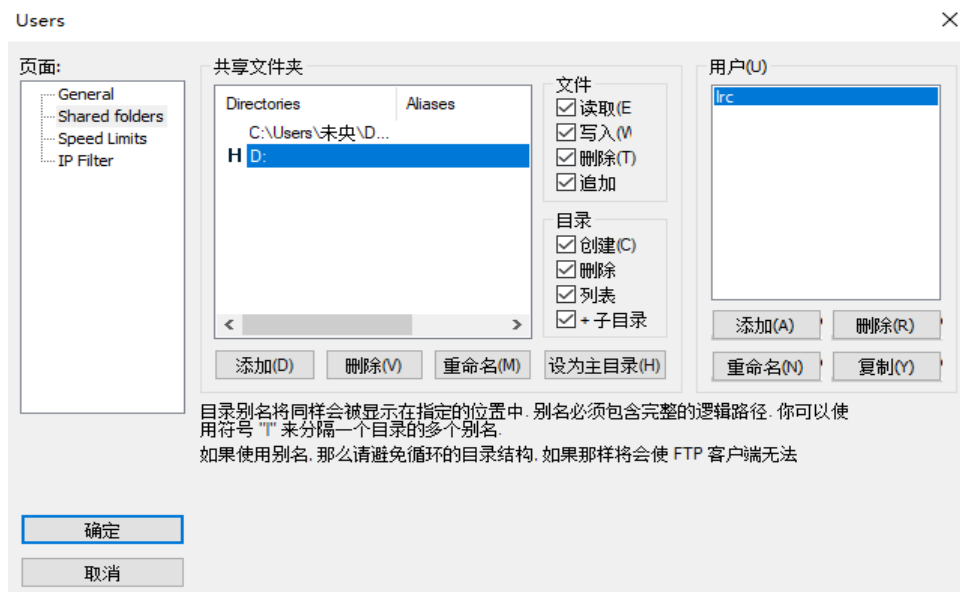 Users
页面:
General
Shared folders
Speed Limits
IP Filter
共享文件夹
Directories Aliases
C:\Users\未央\D...
H D:
文件
读取(E
写入(W
删除(T)
追加
目录
创建(C)
删除
列表
+ 子目录
添加(D) 删除(V) 重命名(M) 设为主目录(H)
用户(U)
lrc
添加(A) 删除(R)
重命名(N) 复制(Y)
目录别名将同样会被显示在指定的位置中. 别名必须包含完整的逻辑路径. 你可以使
用符号 "|" 来分隔一个目录的多个别名.
如果使用别名, 那么请避免循环的目录结构, 如果那样将会使 FTP 客户端无法
确定
取消